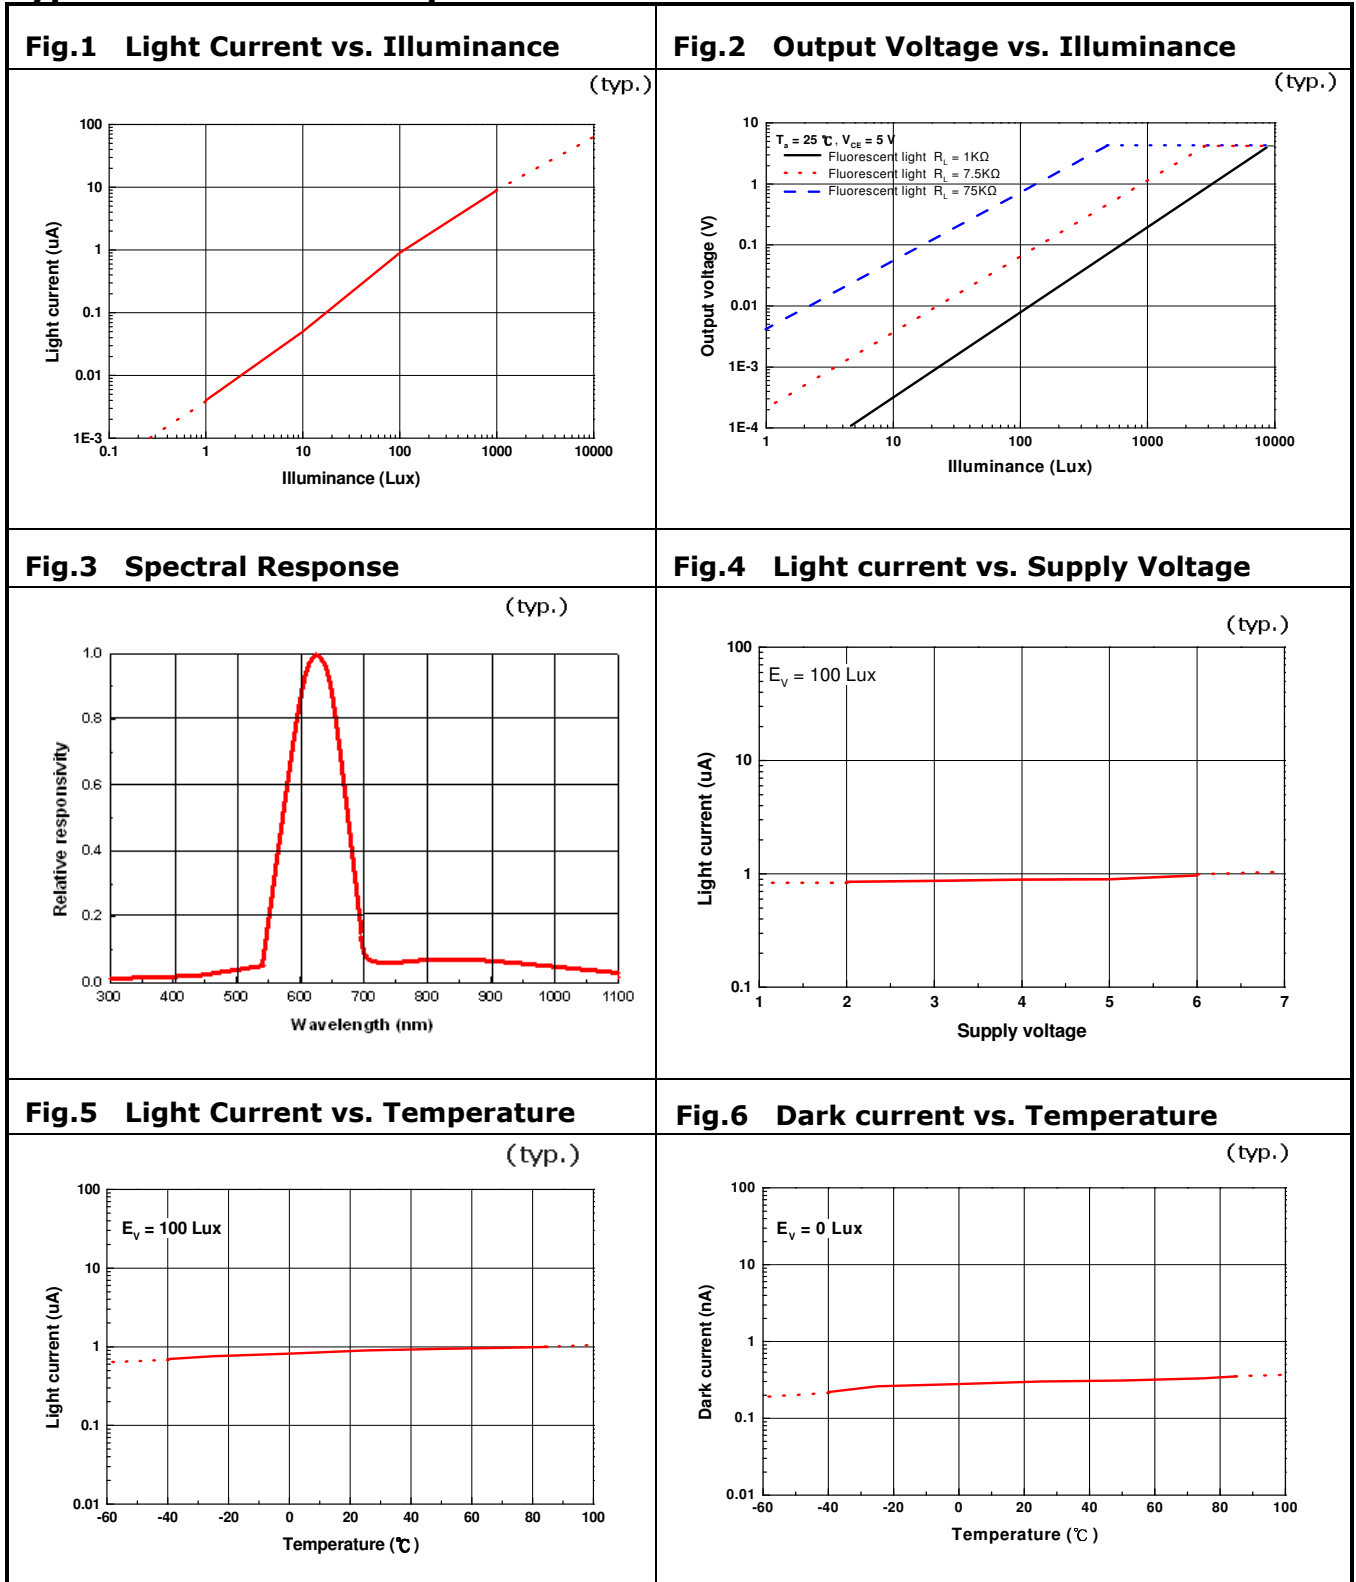 Fig.1 Light Current vs. Illuminance
(typ.)
100
10
1
0.1
0.01
1E-3
0.1 1 10 100 1000 10000
Light current (uA)
Illuminance (Lux)
Fig.2 Output Voltage vs. Illuminance
(typ.)
Ta = 25 ℃, VCE = 5 V
Fluorescent light RL = 1KΩ
Fluorescent light RL = 7.5KΩ
Fluorescent light RL = 75KΩ
10
1
0.1
0.01
1E-3
1E-4
1 10 100 1000 10000
Output voltage (V)
Illuminance (Lux)
Fig.3 Spectral Response
(typ.)
1.0
0.8
0.6
0.4
0.2
0.0
300 400 500 600 700 800 900 1000 1100
Relative responsivity
Wavelength (nm)
Fig.4 Light current vs. Supply Voltage
(typ.)
EV = 100 Lux
100
10
1
0.1
1 2 3 4 5 6 7
Light current (uA)
Supply voltage
Fig.5 Light Current vs. Temperature
(typ.)
EV = 100 Lux
100
10
1
0.1
0.01
-60 -40 -20 0 20 40 60 80 100
Light current (uA)
Temperature (℃)
Fig.6 Dark current vs. Temperature
(typ.)
EV = 0 Lux
100
10
1
0.1
0.01
-60 -40 -20 0 20 40 60 80 100
Dark current (nA)
Temperature (℃)